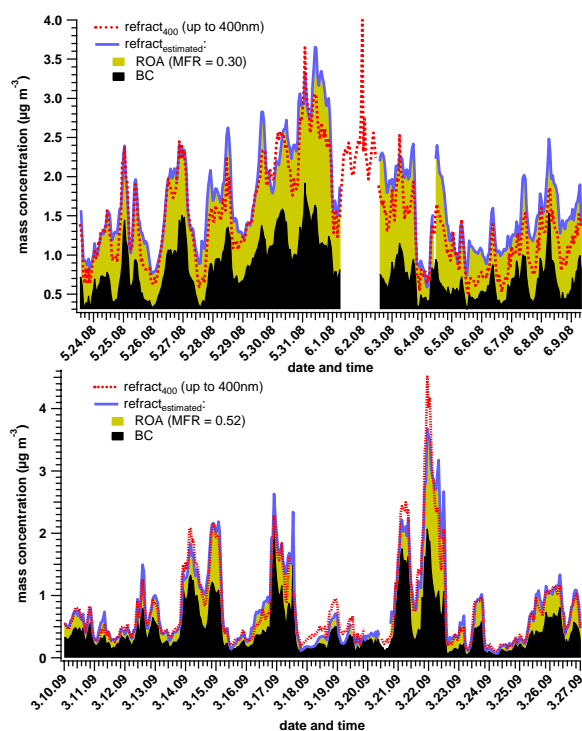 refract400 (up to 400nm)
refractestimated:
ROA (MFR = 0.30)
BC
mass concentration (µg m-3)
4.0
3.5
3.0
2.5
2.0
1.5
1.0
0.5
5.24.08 5.25.08 5.26.08 5.27.08 5.28.08 5.29.08 5.30.08 5.31.08 6.1.08 6.2.08 6.3.08 6.4.08 6.5.08 6.6.08 6.7.08 6.8.08 6.9.08
date and time
refract400 (up to 400nm)
refractestimated:
ROA (MFR = 0.52)
BC
mass concentration (µg m-3)
4
3
2
1
0
3.10.09 3.11.09 3.12.09 3.13.09 3.14.09 3.15.09 3.16.09 3.17.09 3.18.09 3.19.09 3.20.09 3.21.09 3.22.09 3.23.09 3.24.09 3.25.09 3.26.09 3.27.09
date and time